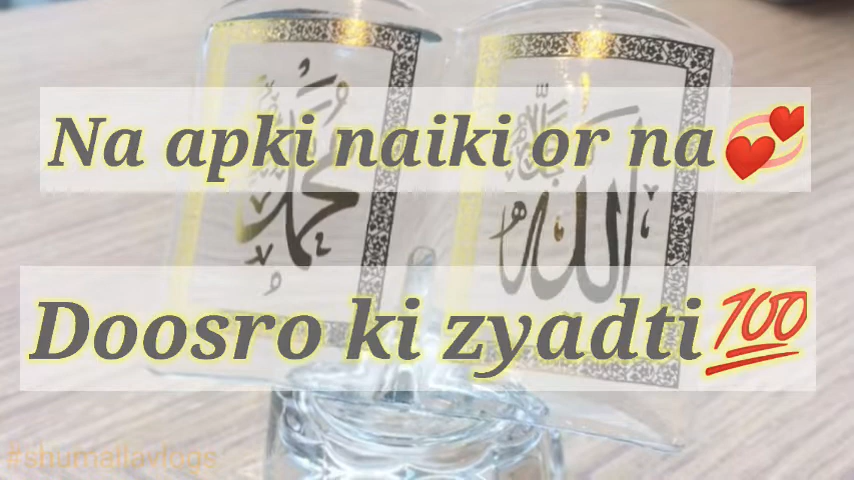 Na apki naiki or na💞
Doosro ki zyadti💯
محمد
الله
#shumailavlogs